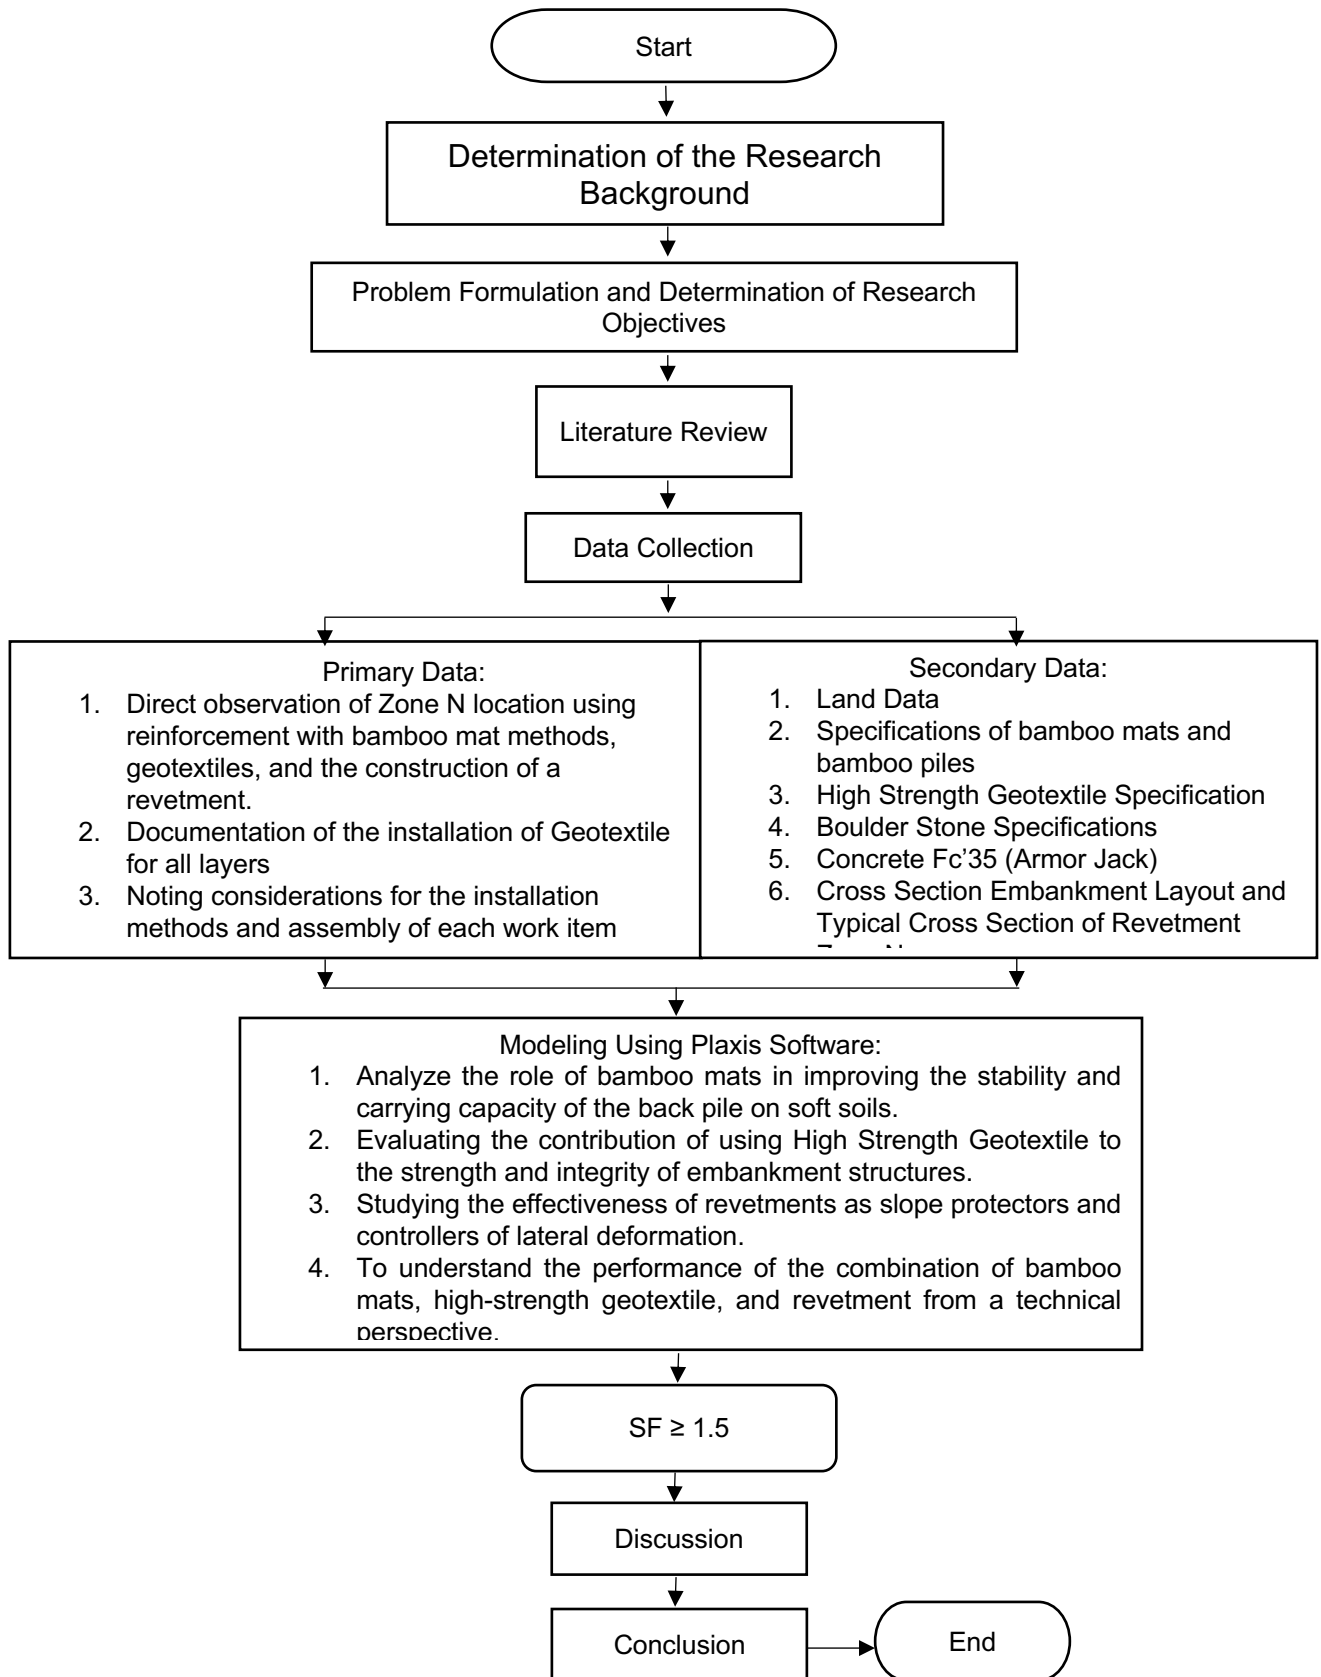 Start
Determination of the Research
Background
Problem Formulation and Determination of Research
Objectives
Literature Review
Data Collection
Primary Data:
1. Direct observation of Zone N location using
reinforcement with bamboo mat methods,
geotextiles, and the construction of a
revetment.
2. Documentation of the installation of Geotextile
for all layers
3. Noting considerations for the installation
methods and assembly of each work item
Secondary Data:
1. Land Data
2. Specifications of bamboo mats and
bamboo piles
3. High Strength Geotextile Specification
4. Boulder Stone Specifications
5. Concrete Fc’35 (Armor Jack)
6. Cross Section Embankment Layout and
Typical Cross Section of Revetment
Modeling Using Plaxis Software:
1. Analyze the role of bamboo mats in improving the stability and
carrying capacity of the back pile on soft soils.
2. Evaluating the contribution of using High Strength Geotextile to
the strength and integrity of embankment structures.
3. Studying the effectiveness of revetments as slope protectors and
controllers of lateral deformation.
4. To understand the performance of the combination of bamboo
mats, high-strength geotextile, and revetment from a technical
perspective.
SF ≥ 1.5
Discussion
Conclusion
End